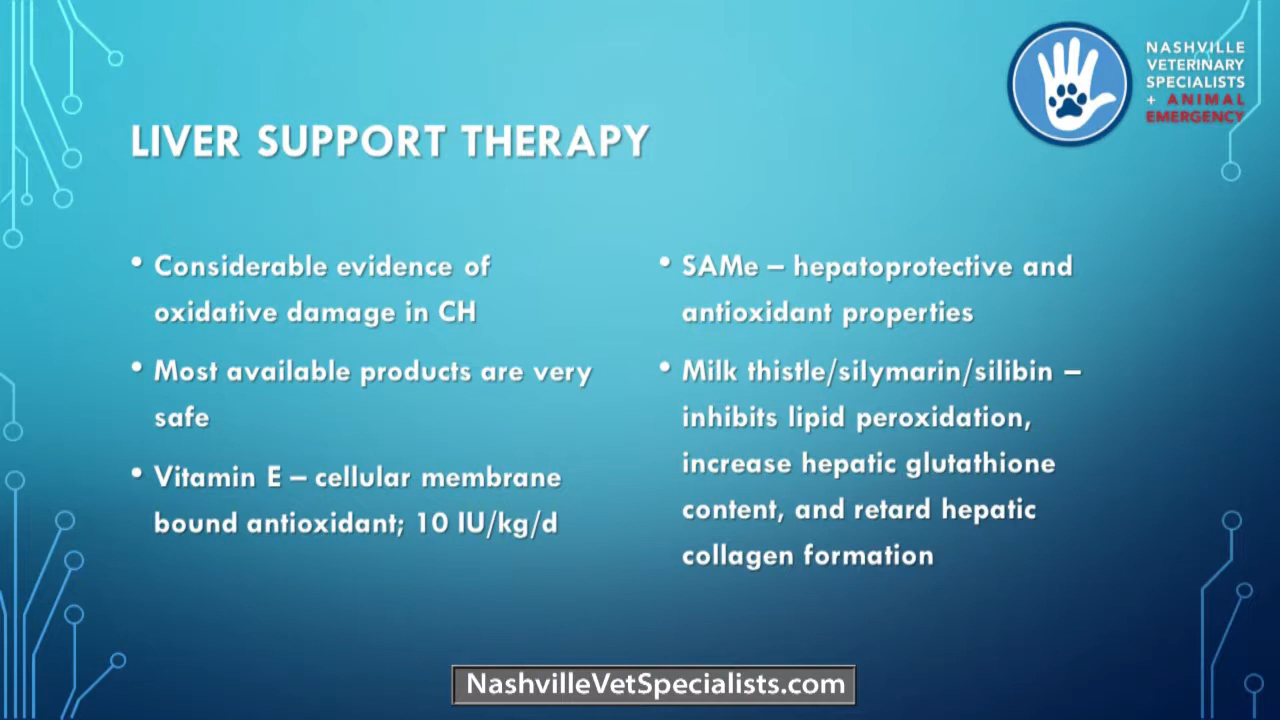 NASHVILLE
VETERINARY
SPECIALISTS
+ ANIMAL
EMERGENCY
LIVER SUPPORT THERAPY
• Considerable evidence of
oxidative damage in CH
• Most available products are very
safe
• Vitamin E – cellular membrane
bound antioxidant; 10 IU/kg/d
• SAMe – hepatoprotective and
antioxidant properties
• Milk thistle/silymarin/silibin –
inhibits lipid peroxidation,
increase hepatic glutathione
content, and retard hepatic
collagen formation
NashvilleVetSpecialists.com